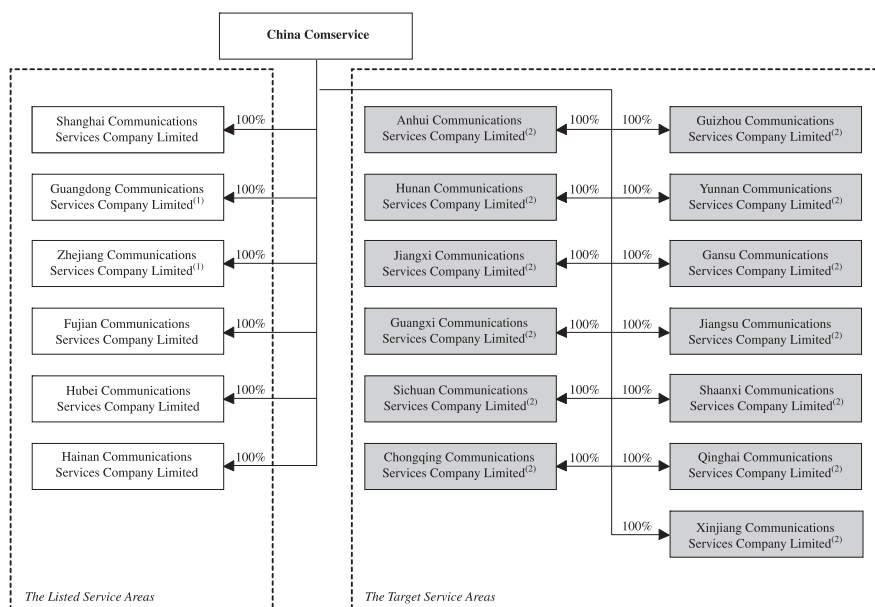 China Comservice
Shanghai Communications
Services Company Limited
100%
Guangdong Communications
Services Company Limited(1)
100%
Zhejiang Communications
Services Company Limited(1)
100%
Fujian Communications
Services Company Limited
100%
Hubei Communications
Services Company Limited
100%
Hainan Communications
Services Company Limited
100%
The Listed Service Areas
Anhui Communications
Services Company Limited(2)
100%
100%
Guizhou Communications
Services Company Limited(2)
Hunan Communications
Services Company Limited(2)
100%
100%
Yunnan Communications
Services Company Limited(2)
Jiangxi Communications
Services Company Limited(2)
100%
100%
Gansu Communications
Services Company Limited(2)
Guangxi Communications
Services Company Limited(2)
100%
100%
Jiangsu Communications
Services Company Limited(2)
Sichuan Communications
Services Company Limited(2)
100%
100%
Shaanxi Communications
Services Company Limited(2)
Chongqing Communications
Services Company Limited(2)
100%
100%
Qinghai Communications
Services Company Limited(2)
100%
Xinjiang Communications
Services Company Limited(2)
The Target Service Areas